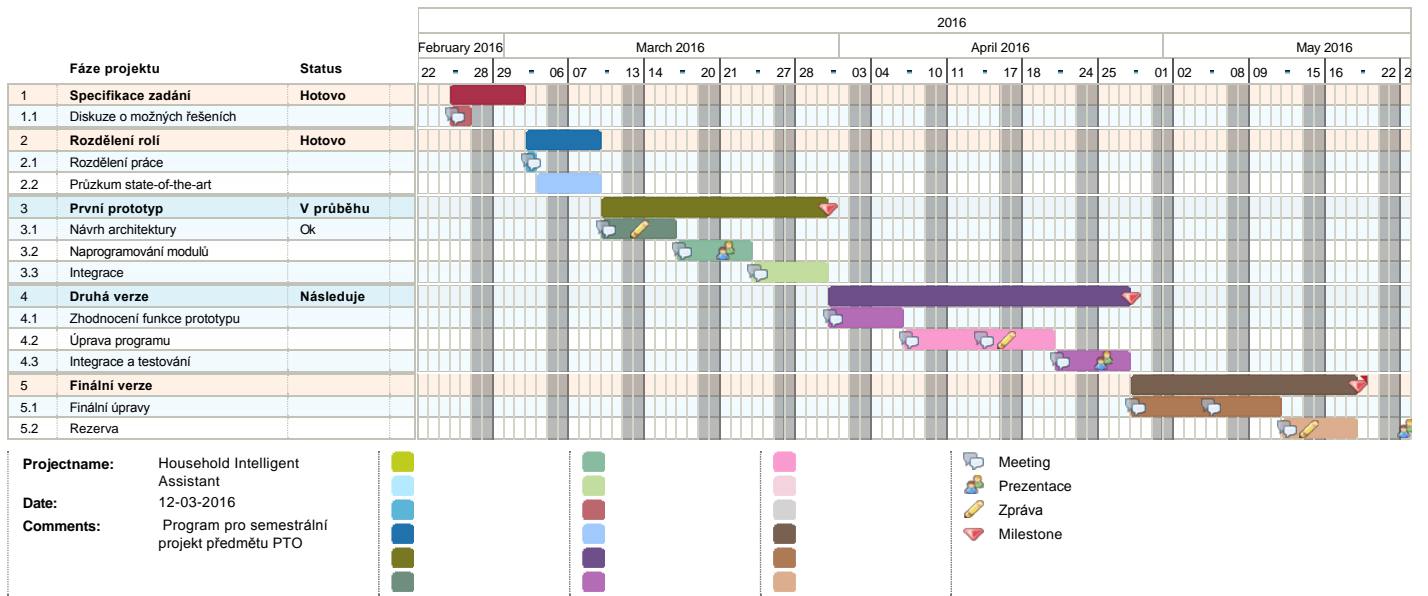 2016
February 2016 March 2016 April 2016 May 2016
Fáze projektu Status 22 - 28 29 06 07 - 13 14 - 20 21 - 27 28 - 03 04 - 10 11 - 17 18 - 24 25 - 01 02 - 08 09 - 15 16 - 22
1 Specifikace zadání Hotovo
1.1 Diskuze o možných řešeních
2 Rozdělení rolí Hotovo
2.1 Rozdělení práce
2.2 Průzkum state-of-the-art
3 První prototyp V průběhu
3.1 Návrh architektury Ok
3.2 Naprogramování modulů
3.3 Integrace
4 Druhá verze Následuje
4.1 Zhodnocení funkce prototypu
4.2 Úprava programu
4.3 Integrace a testování
5 Finální verze
5.1 Finální úpravy
5.2 Rezerva
Projectname: Household Intelligent
Assistant
Date: 12-03-2016
Comments: Program pro semestrální
projekt předmětu PTO
Meeting
Prezentace
Zpráva
Milestone